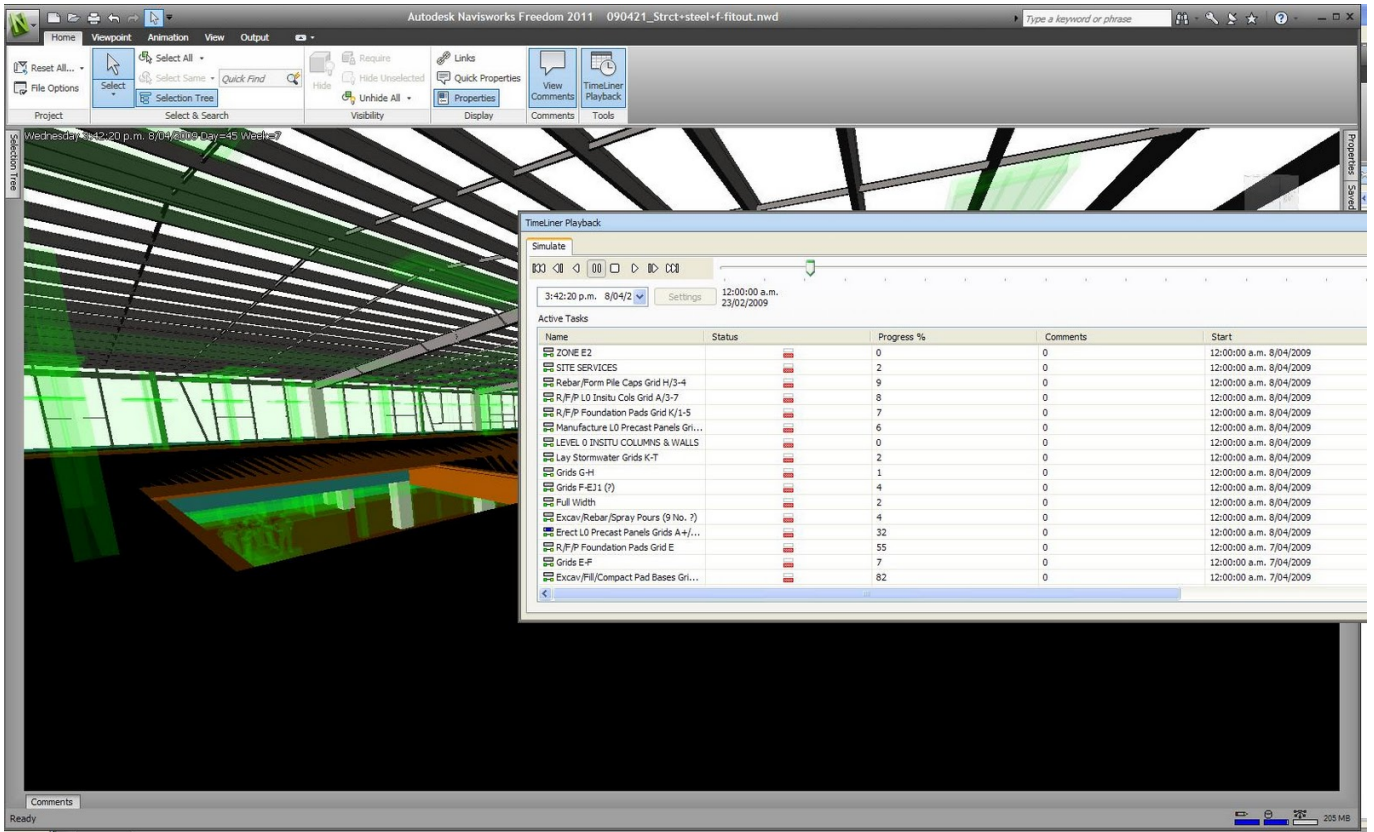 Autodesk Navisworks Freedom 2011 090421_Strct+steel+f-fitout.nwd
Type a keyword or phrase
Home Viewpoint Animation View Output
Reset All...
File Options
Project
Select
Select All
Select Same
Quick Find
Selection Tree
Select & Search
Hide
Require
Hide Unselected
Unhide All
Visibility
Links
Quick Properties
Properties
Display
View Comments
Comments
TimeLiner Playback
Tools
Selection Tree
Wednesday 3:42:20 p.m. 8/04/2009 Day=45 Week=7
Properties
Saved
TimeLiner Playback
Simulate
3:42:20 p.m. 8/04/2
Settings
12:00:00 a.m.
23/02/2009
Active Tasks
Name Status Progress % Comments Start
ZONE E2 0 0 12:00:00 a.m. 8/04/2009
SITE SERVICES 2 0 12:00:00 a.m. 8/04/2009
Rebar/Form Pile Caps Grid H/3-4 9 0 12:00:00 a.m. 8/04/2009
R/F/P L0 Insitu Cols Grid A/3-7 8 0 12:00:00 a.m. 8/04/2009
R/F/P Foundation Pads Grid K/1-5 7 0 12:00:00 a.m. 8/04/2009
Manufacture L0 Precast Panels Gri... 6 0 12:00:00 a.m. 8/04/2009
LEVEL 0 INSITU COLUMNS & WALLS 0 0 12:00:00 a.m. 8/04/2009
Lay Stormwater Grids K-T 2 0 12:00:00 a.m. 8/04/2009
Grids G-H 1 0 12:00:00 a.m. 8/04/2009
Grids F-EJ1 (?) 4 0 12:00:00 a.m. 8/04/2009
Full Width 2 0 12:00:00 a.m. 8/04/2009
Excav/Rebar/Spray Pours (9 No. ?) 4 0 12:00:00 a.m. 8/04/2009
Erect L0 Precast Panels Grids A+/... 32 0 12:00:00 a.m. 8/04/2009
R/F/P Foundation Pads Grid E 55 0 12:00:00 a.m. 7/04/2009
Grids E-F 7 0 12:00:00 a.m. 7/04/2009
Excav/Fill/Compact Pad Bases Gri... 82 0 12:00:00 a.m. 7/04/2009
Comments
Ready
205 MB